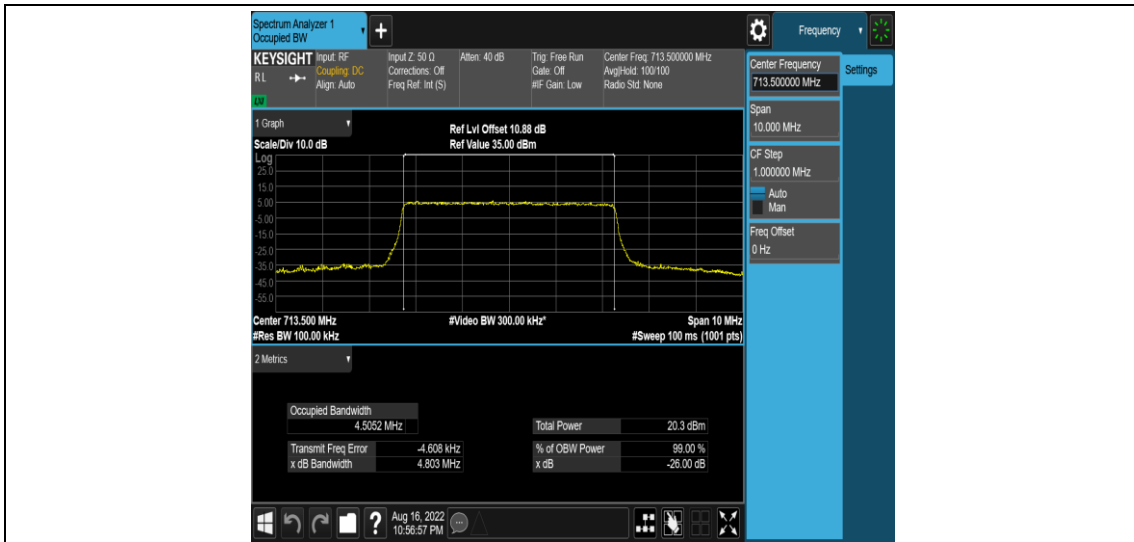 Spectrum Analyzer 1
Occupied BW
+
Frequency
KEYSIGHT
RL
Input: RF
Coupling: DC
Align: Auto
Input Z: 50 Ω
Corrections: Off
Freq Ref: Int (S)
Atten: 40 dB
Trig: Free Run
Gate: Off
#IF Gain: Low
Center Freq: 713.500000 MHz
Avg|Hold: 100/100
Radio Std: None
1 Graph
Scale/Div 10.0 dB
Ref Lvl Offset 10.88 dB
Ref Value 35.00 dBm
Log
25.0
15.0
5.00
-5.00
-15.0
-25.0
-35.0
-45.0
-55.0
Center 713.500 MHz
#Video BW 300.00 kHz*
Span 10 MHz
#Res BW 100.00 kHz
#Sweep 100 ms (1001 pts)
2 Metrics
Occupied Bandwidth
4.5052 MHz
Total Power 20.3 dBm
Transmit Freq Error -4.608 kHz
% of OBW Power 99.00 %
x dB Bandwidth 4.803 MHz
x dB -26.00 dB
Center Frequency
713.500000 MHz
Settings
Span
10.000 MHz
CF Step
1.000000 MHz
Auto
Man
Freq Offset
0 Hz
?
Aug 16, 2022
10:56:57 PM